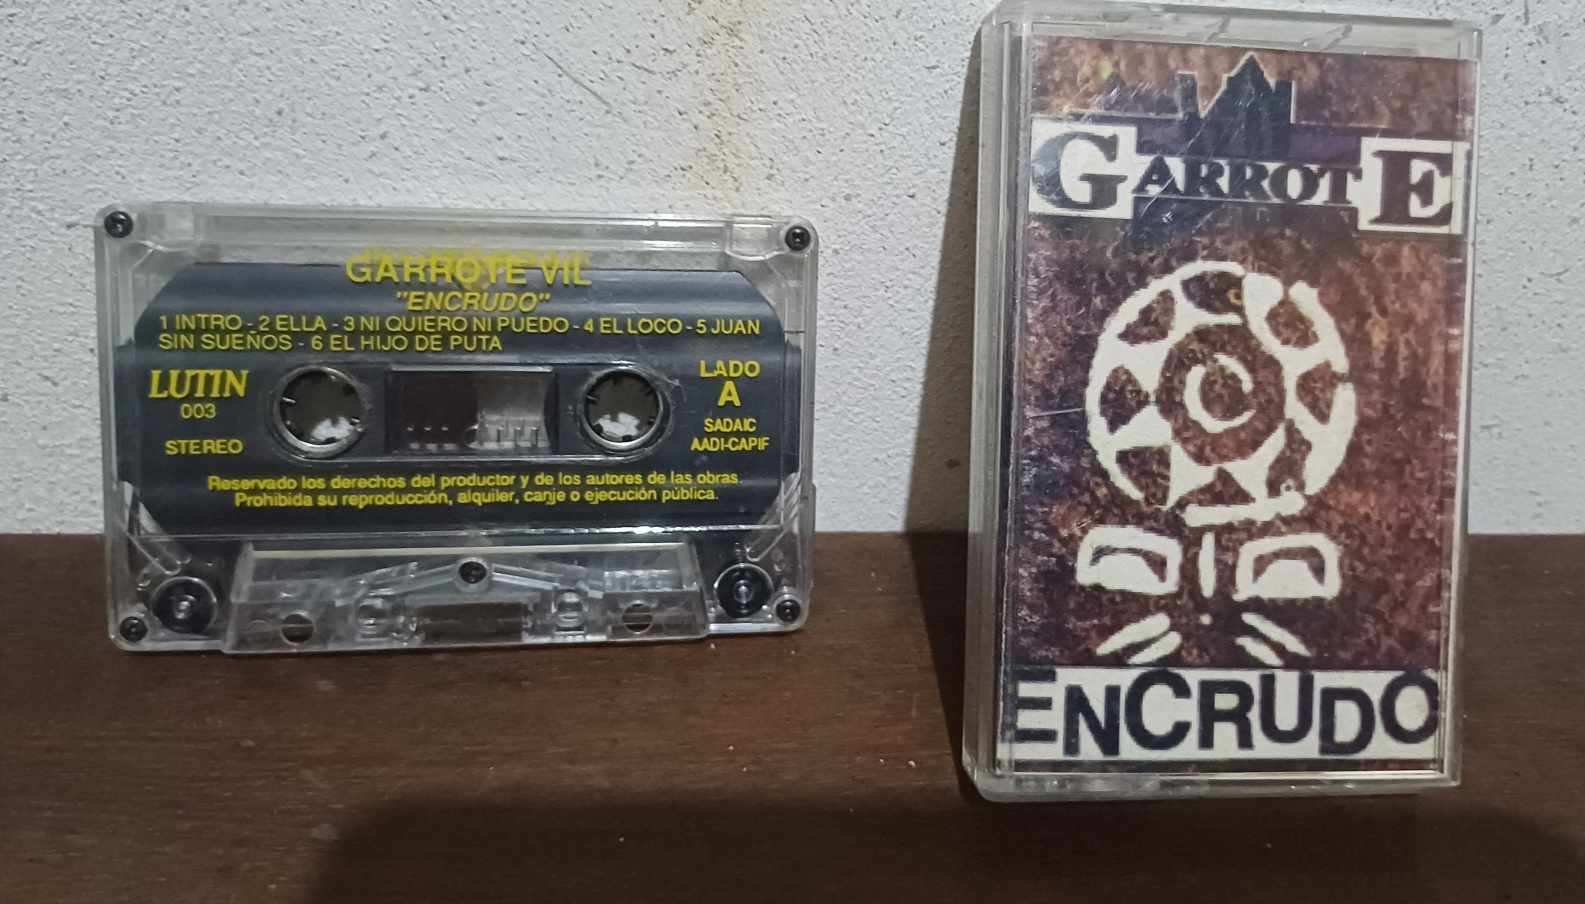 GARROTE VIL
"ENCRUDO"
1 INTRO - 2 ELLA - 3 NI QUIERO NI PUEDO - 4 EL LOCO - 5 JUAN
SIN SUEÑOS - 6 EL HIJO DE PUTA
LUTIN
003
STEREO
LADO
A
SADAIC
AADI-CAPIF
Reservado los derechos del productor y de los autores de las obras.
Prohibida su reproducción, alquiler, canje o ejecución pública.
GARROTE
ENCRUDO